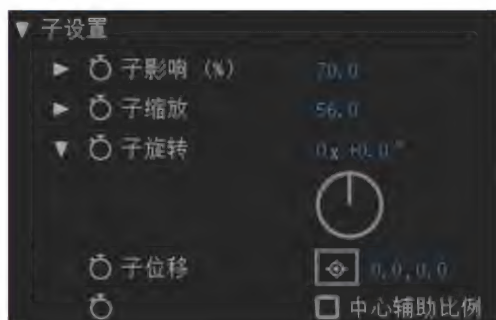 子设置
子影响 (%) 70.0
子缩放 56.0
子旋转 0x +0.0°
子位移 0.0,0.0
中心辅助比例